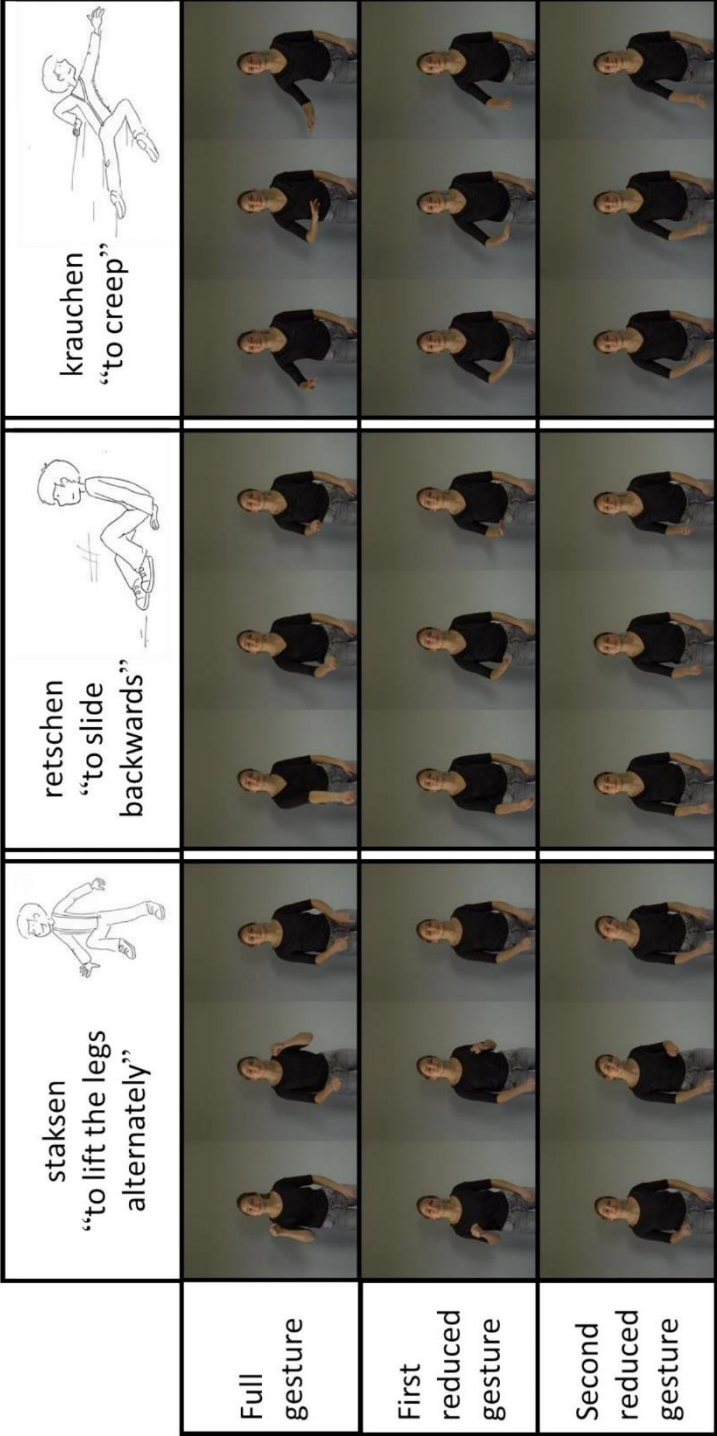 staksen
“to lift the legs
alternately”
retschen
“to slide
backwards”
krauchen
“to creep”
Full
gesture
First
reduced
gesture
Second
reduced
gesture